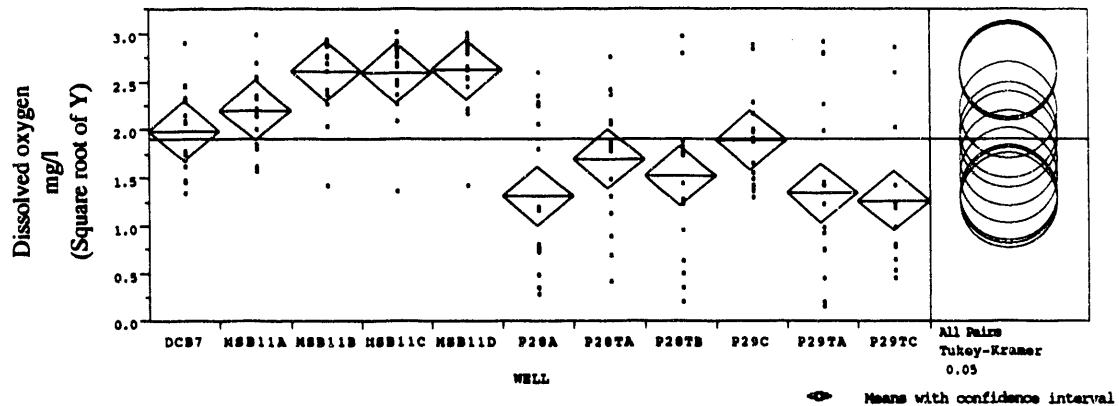 Dissolved oxygen
mg/l
(Square root of Y)
3.0
2.5
2.0
1.5
1.0
0.5
0.0
DCB7 MSB11A MSB11B MSB11C MSB11D P28A P28TA P28TB P29C P29TA P29TC
WELL
All Pairs
Tukey-Kramer
0.05
Means with confidence interval